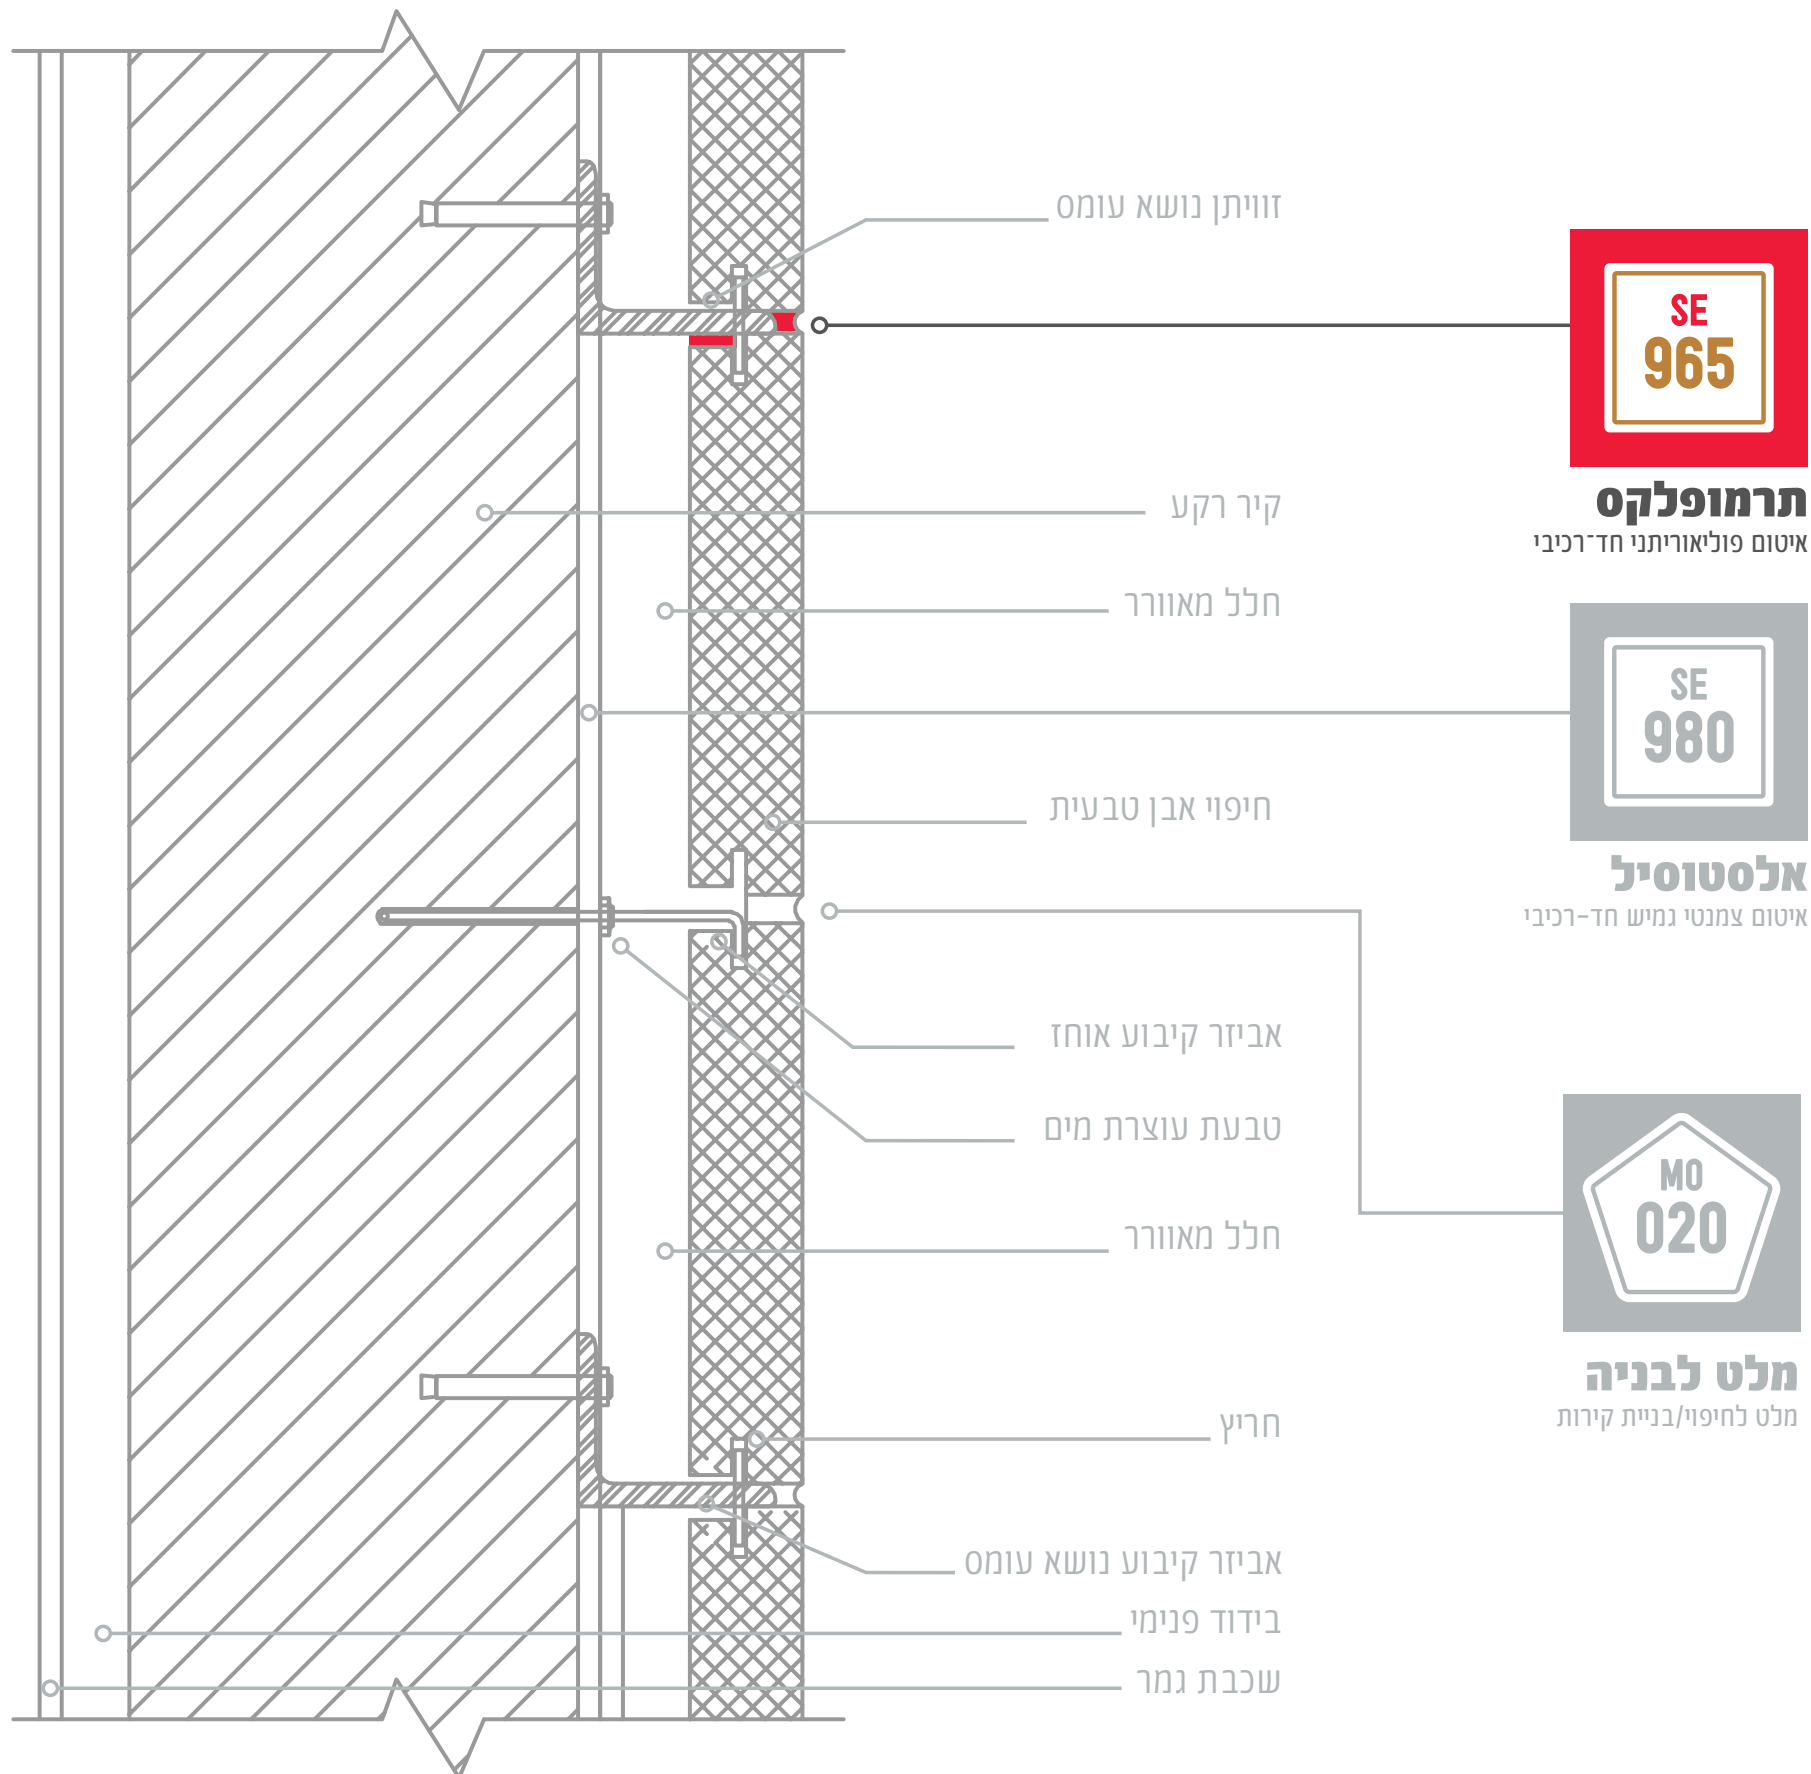 זוויתן נושא עומס
SE
965
תרמופלקס
איטום פוליאוריתני חד־רכיבי
קיר רקע
חלל מאוורר
SE
980
אלסטוסיל
איטום צמנטי גמיש חד-רכיבי
חיפוי אבן טבעית
אביזר קיבוע אוחז
טבעת עוצרת מים
MO
020
מלט לבניה
מלט לחיפוי/בניית קירות
חלל מאוורר
חריץ
אביזר קיבוע נושא עומס
בידוד פנימי
שכבת גמר